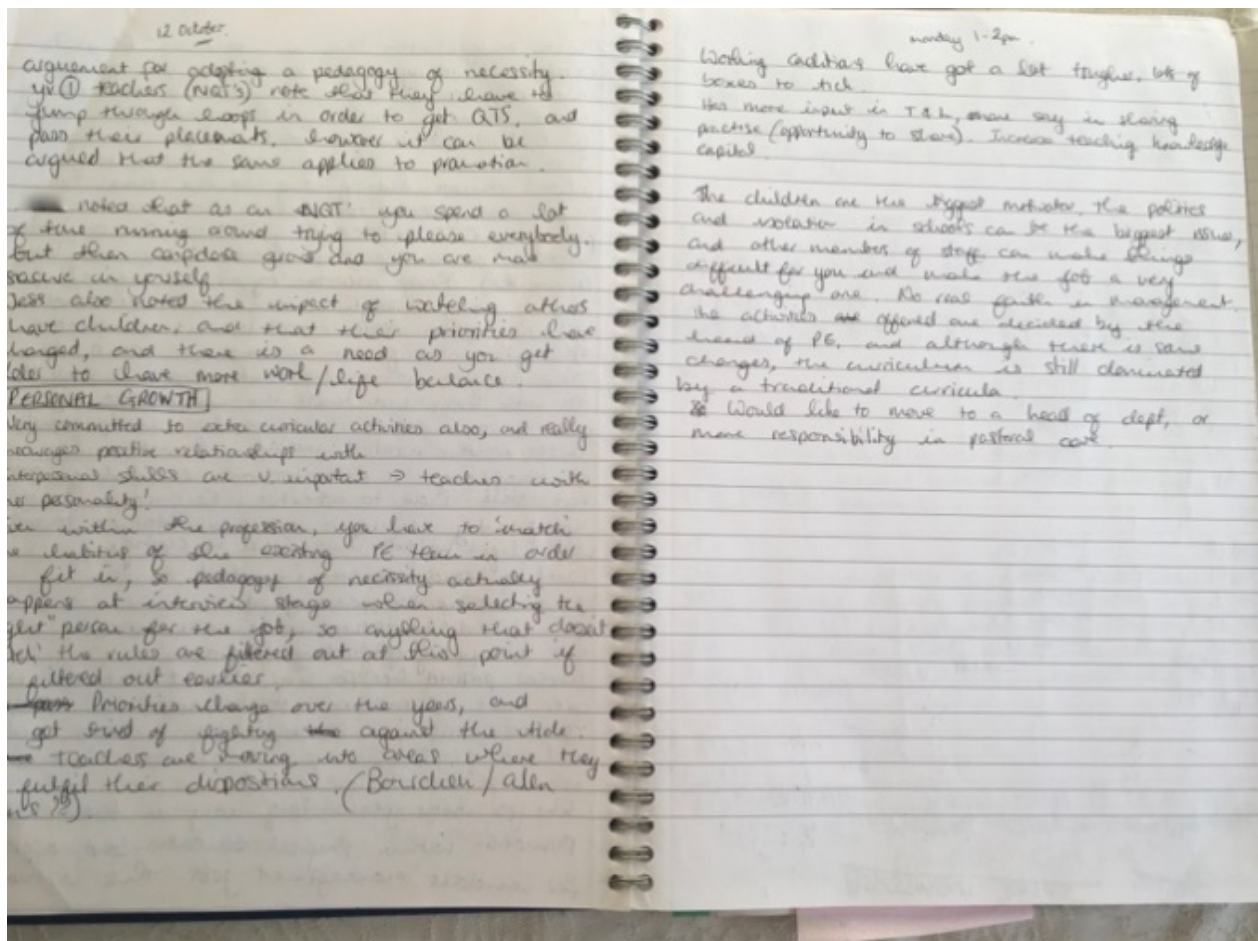 12 October.
arguement for adopting a pedagogy of necessity.
yr ① teachers (NQT's) note that they have to
jump through hoops in order to get QTS, and
pass their placements, however it can be
argued that the same applies to promotion.
noted that as an 'NQT' you spend a lot
of time running around trying to please everybody.
but then confidence grows and you are more
in yourself
also noted the impact of watching others
have children, and that their priorities have
changed, and there is a need as you get
older to have more work/life balance.
PERSONAL GROWTH
Very committed to extra curricular activities also, and really
encourages positive relationships with
interpersonal skills are v. important → teaches with
personality!
within the profession, you have to 'match'
habitus of the existing PE team in order
fit in, so pedagogy of necissity actually
happens at interview stage when selecting the
"right" person for the job, so anything that doesn't
the rules are filtered out at this point if
filtered out earlier.
Priorities change over the years, and
get tired of fighting against the tide.
Teachers are moving into areas where they
fulfil their dispositions. (Bourdieu /
monday 1-2pm.
Working conditions have got a lot tougher, lots of
boxes to tick.
Has more input in T&L, more say in sharing
practise (opportunity to share). Increase teaching knowledge
capital.
The children are the biggest motivator. The politics
and isolation in schools can be the biggest issue,
and other members of staff can make things
difficult for you and make the job a very
challenging one. No real faith in management.
The activities offered are decided by the
head of PE, and although there is some
changes, the curriculum is still dominated
by a traditional curricula.
Would like to move to a head of dept, or
more responsibility in pastoral care.